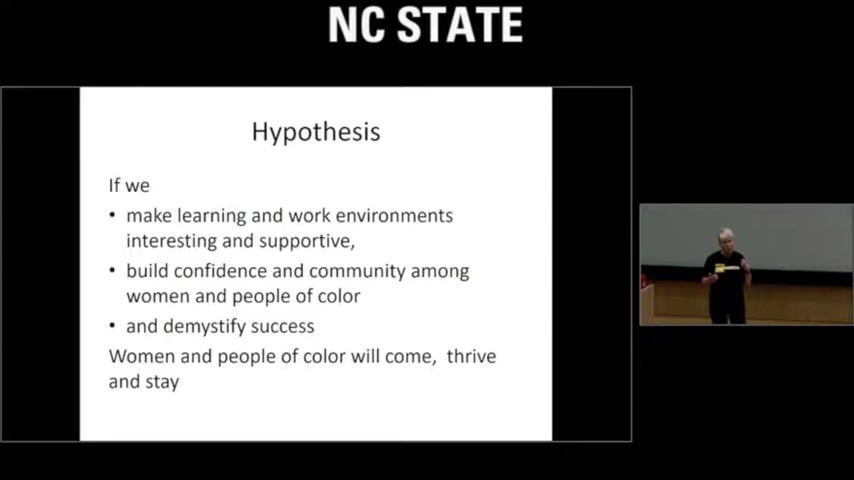 NC STATE
Hypothesis
If we
• make learning and work environments
interesting and supportive,
• build confidence and community among
women and people of color
• and demystify success
Women and people of color will come, thrive
and stay